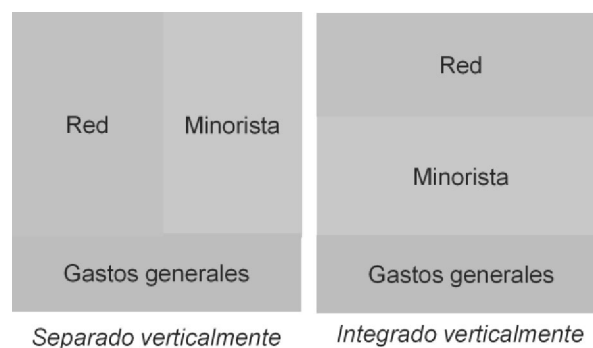 Red
Minorista
Gastos generales
Separado verticalmente
Red
Minorista
Gastos generales
Integrado verticalmente